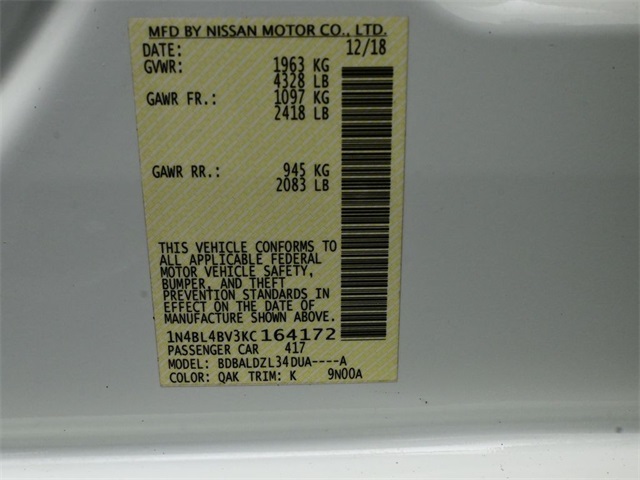 MFD BY NISSAN MOTOR CO., LTD.
DATE: 12/18
GVWR: 1963 KG
4328 LB
GAWR FR.: 1097 KG
2418 LB
GAWR RR.: 945 KG
2083 LB
THIS VEHICLE CONFORMS TO
ALL APPLICABLE FEDERAL
MOTOR VEHICLE SAFETY,
BUMPER, AND THEFT
PREVENTION STANDARDS IN
EFFECT ON THE DATE OF
MANUFACTURE SHOWN ABOVE.
1N4BL4BV3KC164172
PASSENGER CAR 417
MODEL: BDBALDZL34DUA----A
COLOR: QAK TRIM: K 9N00A